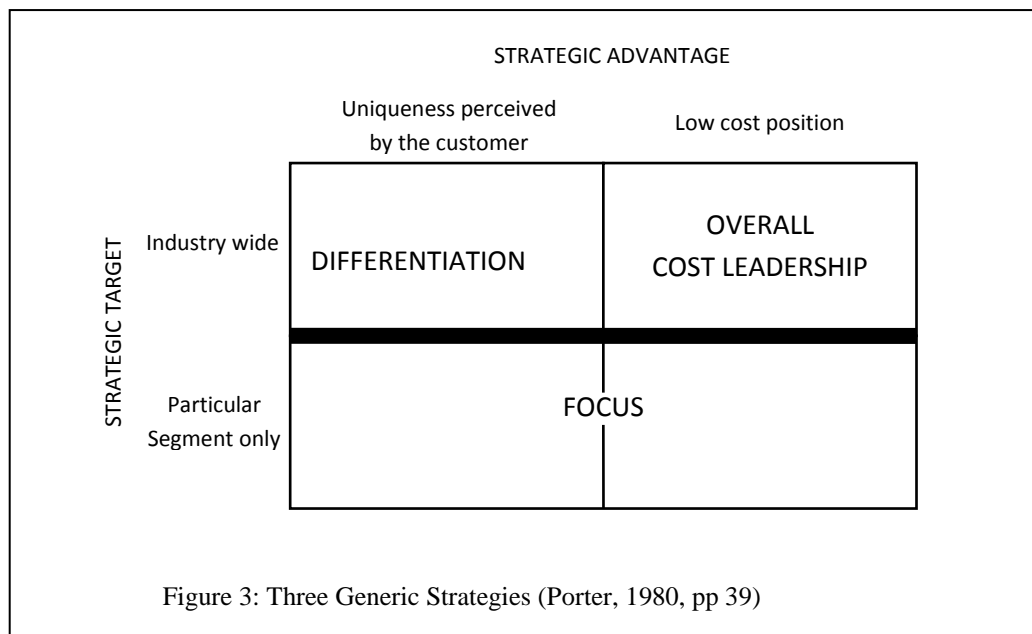 STRATEGIC ADVANTAGE
Uniqueness perceived
by the customer
Low cost position
STRATEGIC TARGET
Industry wide
DIFFERENTIATION
OVERALL
COST LEADERSHIP
Particular
Segment only
FOCUS
Figure 3: Three Generic Strategies (Porter, 1980, pp 39)